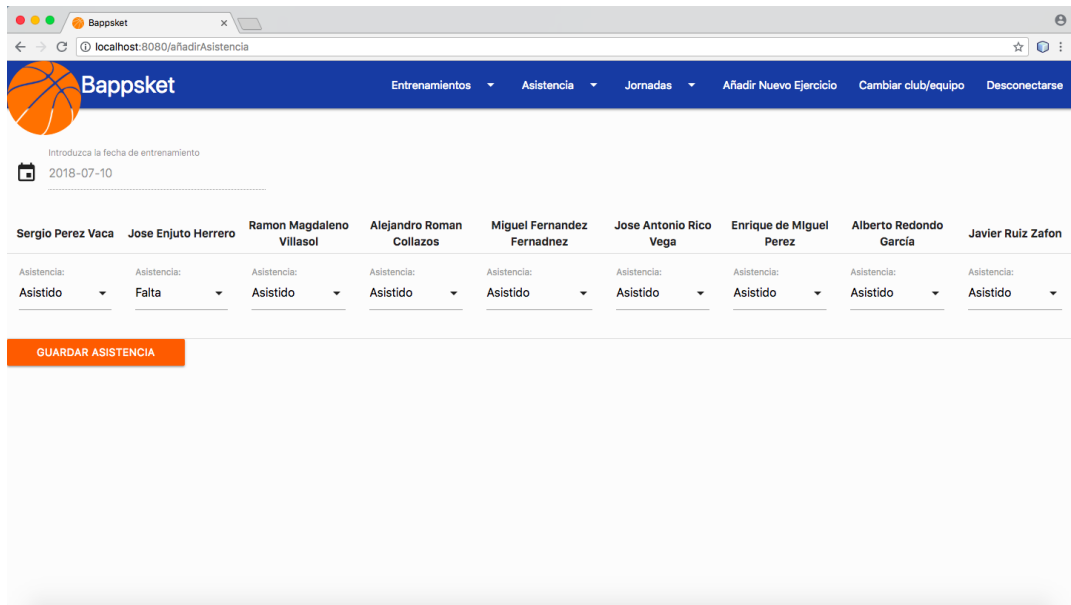 Bappsket
localhost:8080/añadirAsistencia
Bappsket Entrenamientos Asistencia Jornadas Añadir Nuevo Ejercicio Cambiar club/equipo Desconectarse
Introduzca la fecha de entrenamiento
2018-07-10
Sergio Perez Vaca
Jose Enjuto Herrero
Ramon Magdaleno
Villasol
Alejandro Roman
Collazos
Miguel Fernandez
Fernadnez
Jose Antonio Rico
Vega
Enrique de MIguel
Perez
Alberto Redondo
García
Javier Ruiz Zafon
Asistencia: Asistencia: Asistencia: Asistencia: Asistencia: Asistencia: Asistencia: Asistencia: Asistencia:
Asistido Falta Asistido Asistido Asistido Asistido Asistido Asistido Asistido
GUARDAR ASISTENCIA